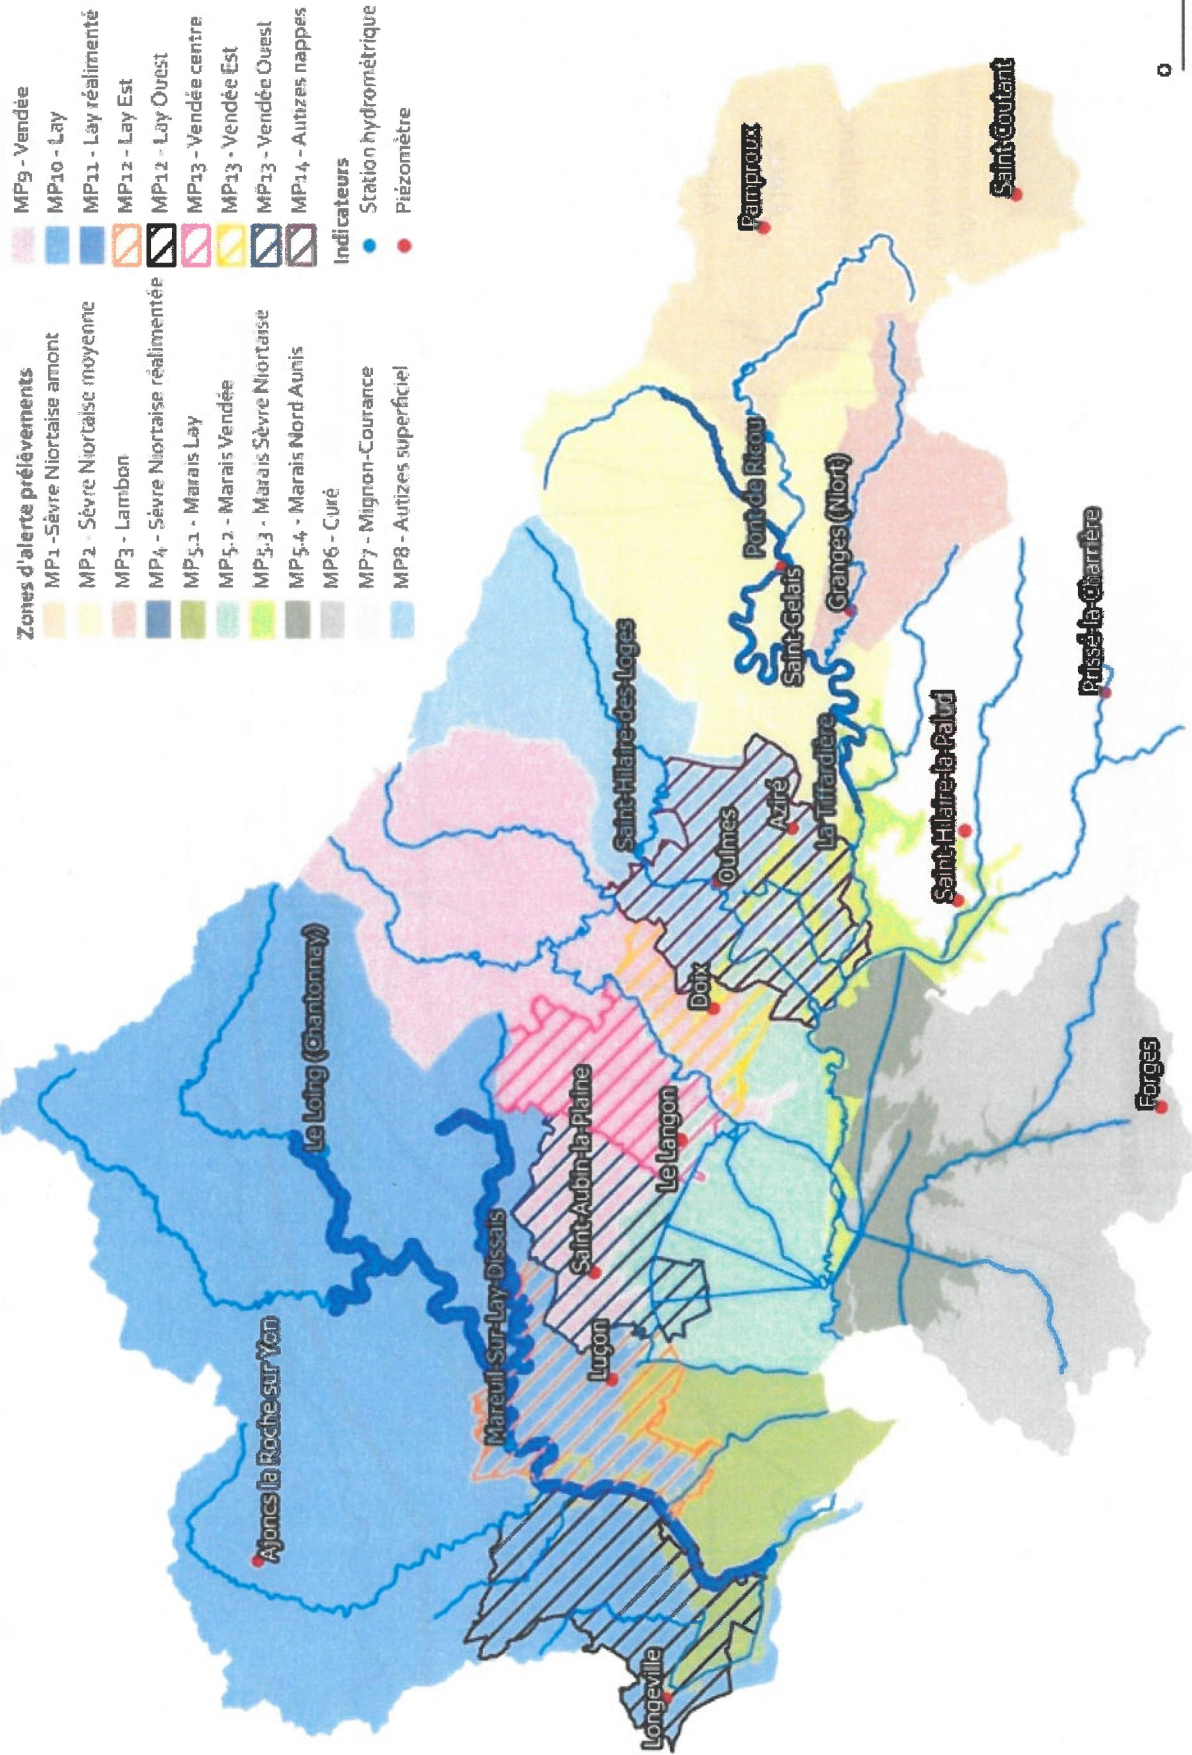 Zones d'alerte prélèvements
MP1 - Sèvre Niortaise amont
MP2 - Sèvre Niortaise moyenne
MP3 - Lambon
MP4 - Sèvre Niortaise réalimentée
MP5.1 - Marais Lay
MP5.2 - Marais Vendée
MP5.3 - Marais Sèvre Niortaise
MP5.4 - Marais Nord Aunis
MP6 - Curé
MP7 - Mignon-Courance
MP8 - Autizes superficiel
MP9 - Vendée
MP10 - Lay
MP11 - Lay réalimenté
MP12 - Lay Est
MP12 - Lay Ouest
MP13 - Vendée centre
MP13 - Vendée Est
MP13 - Vendée Ouest
MP14 - Autizes nappes
Indicateurs
Station hydrométrique
Piézomètre
Ajoncs la Roche sur Yon
Le Loing (Chantonnay)
Mareuil-Sur-Lay-Dissais
Saint-Aubin-la-Plaine
Luçon
Longeville
Le Langon
Doix
Saint-Hilaire-des-Loges
Oulmes
Aziré
La Tiffardière
Saint-Gelais
Pont de Ricou
Granges (Niort)
Pamproux
Saint-Coutant
Saint-Hilaire-la-Palud
Prissé-la-Charrière
Forges
0